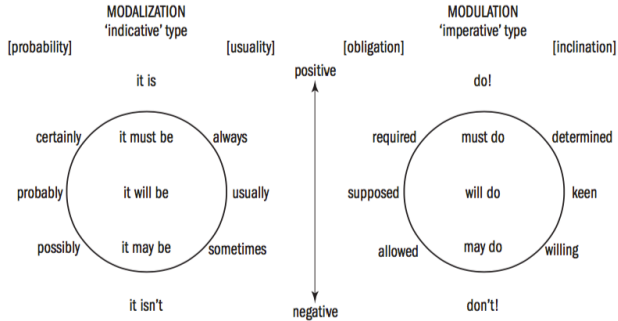 MODALIZATION
'indicative' type
[probability]
[usuality]
it is
certainly
it must be
always
probably
it will be
usually
possibly
it may be
sometimes
it isn't
positive
negative
MODULATION
'imperative' type
[obligation]
[inclination]
do!
required
must do
determined
supposed
will do
keen
allowed
may do
willing
don't!